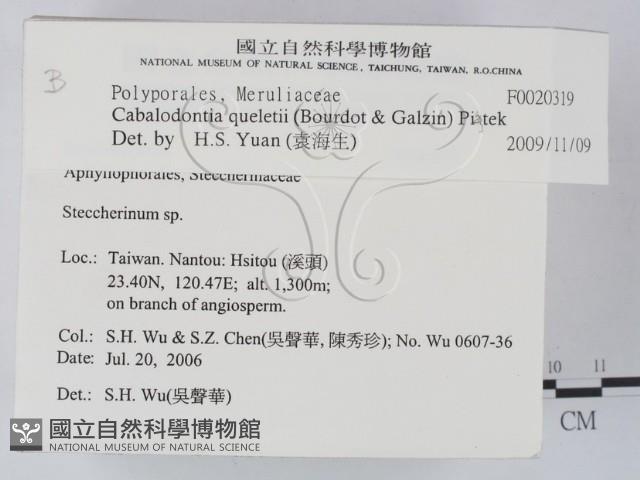 國立自然科學博物館
NATIONAL MUSEUM OF NATURAL SCIENCE, TAICHUNG, TAIWAN, R.O.CHINA
B
Polyporales, Meruliaceae F0020319
Cabalodontia queletii (Bourdot & Galzin) Piątek
Det. by H.S. Yuan (袁海生) 2009/11/09
Aphyllophorales, Steccherinaceae
Steccherinum sp.
Loc.: Taiwan. Nantou: Hsitou (溪頭)
23.40N, 120.47E; alt. 1,300m;
on branch of angiosperm.
Col.: S.H. Wu & S.Z. Chen(吳聲華, 陳秀珍); No. Wu 0607-36
Date: Jul. 20, 2006
Det.: S.H. Wu(吳聲華)
10 11
CM
國立自然科學博物館
NATIONAL MUSEUM OF NATURAL SCIENCE